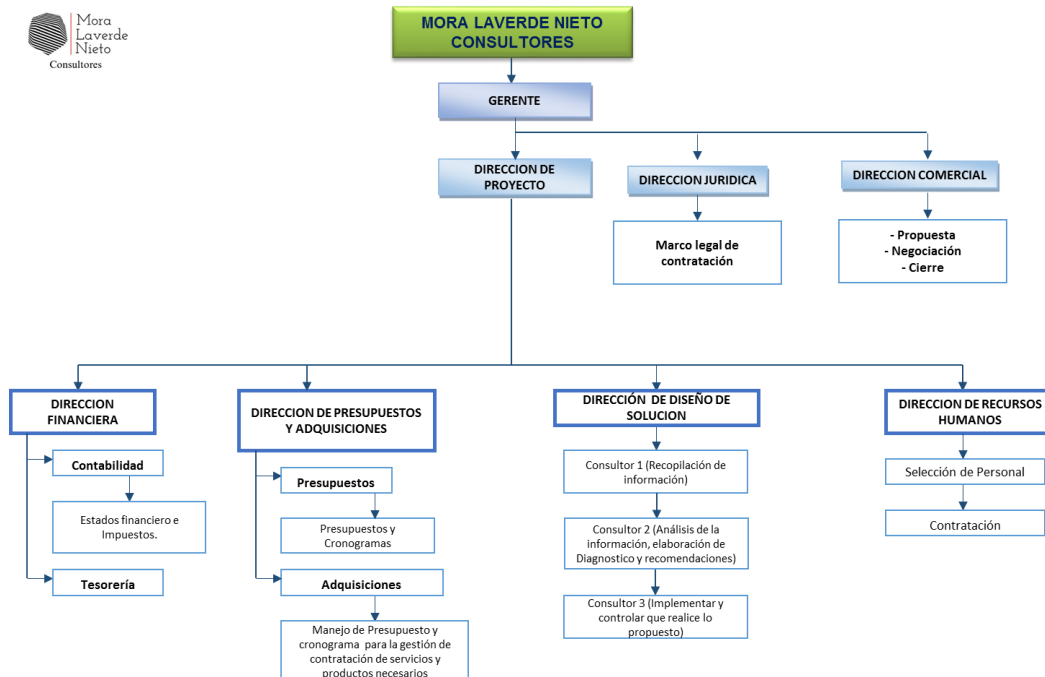 Mora
Laverde
Nieto
Consultores
MORA LAVERDE NIETO
CONSULTORES
GERENTE
DIRECCION DE
PROYECTO
DIRECCION JURIDICA
DIRECCION COMERCIAL
Marco legal de
contratación
- Propuesta
- Negociación
- Cierre
DIRECCION
FINANCIERA
Contabilidad
Estados financiero e
Impuestos.
Tesorería
DIRECCION DE PRESUPUESTOS
Y ADQUISICIONES
Presupuestos
Presupuestos y
Cronogramas
Adquisiciones
Manejo de Presupuesto y
cronograma para la gestión de
contratación de servicios y
productos necesarios
DIRECCIÓN DE DISEÑO DE
SOLUCION
Consultor 1 (Recopilación de
información)
Consultor 2 (Análisis de la
información, elaboración de
Diagnostico y recomendaciones)
Consultor 3 (Implementar y
controlar que realice lo
propuesto)
DIRECCION DE RECURSOS
HUMANOS
Selección de Personal
Contratación